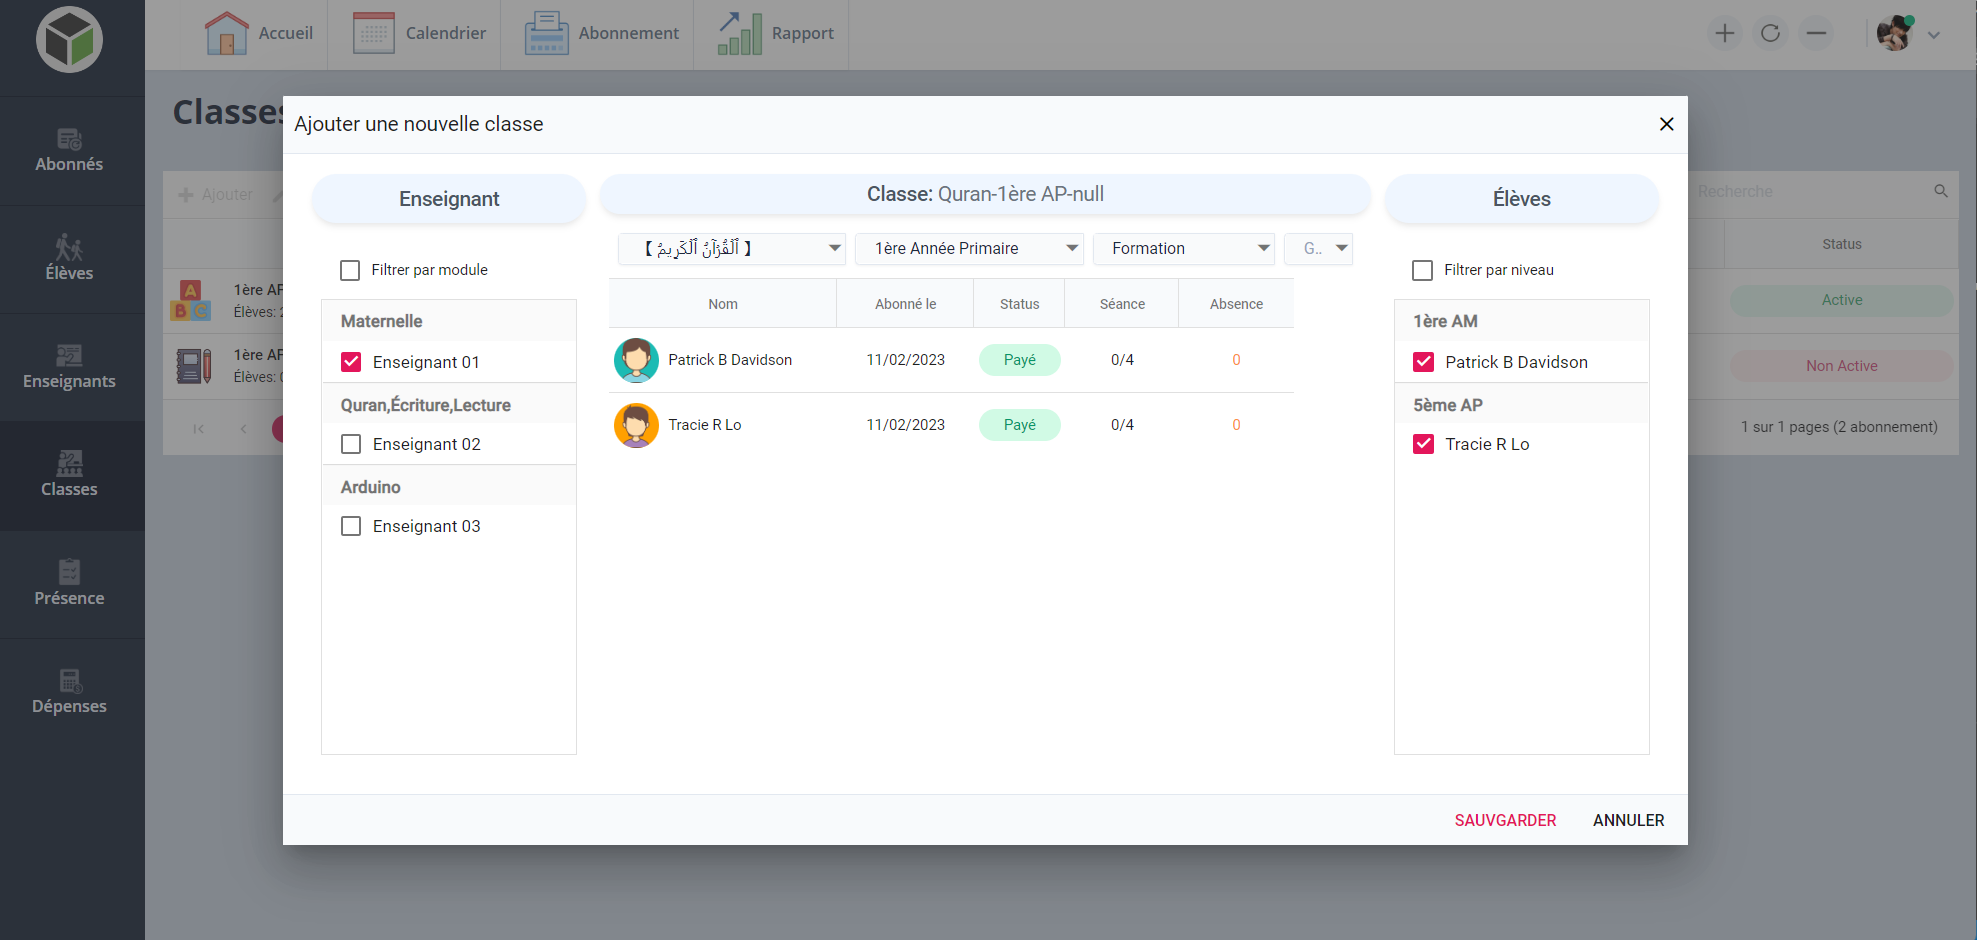 Accueil
Calendrier
Abonnement
Rapport
Classes
Abonnés
Élèves
Enseignants
Classes
Présence
Dépenses
Ajouter
Recherche
Status
1ère AP
Élèves: 2
Active
1ère AP
Élèves: 0
Non Active
1 sur 1 pages (2 abonnement)
Ajouter une nouvelle classe
Enseignant
Filtrer par module
Maternelle
Enseignant 01
Quran,Écriture,Lecture
Enseignant 02
Arduino
Enseignant 03
Classe: Quran-1ère AP-null
【 ٱلْقُرْآنُ ٱلْكَرِيمُ 】
1ère Année Primaire
Formation
G..
Nom Abonné le Status Séance Absence
Patrick B Davidson 11/02/2023 Payé 0/4 0
Tracie R Lo 11/02/2023 Payé 0/4 0
Élèves
Filtrer par niveau
1ère AM
Patrick B Davidson
5ème AP
Tracie R Lo
SAUVGARDER
ANNULER